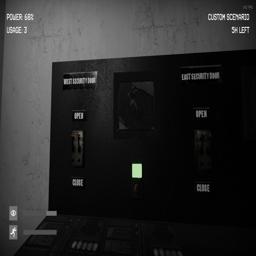 POWER: 68%
USAGE: 3
CUSTOM SCENARIO
5H LEFT
WEST SECURITY DOOR
EAST SECURITY DOOR
OPEN
OPEN
CLOSE
CLOSE